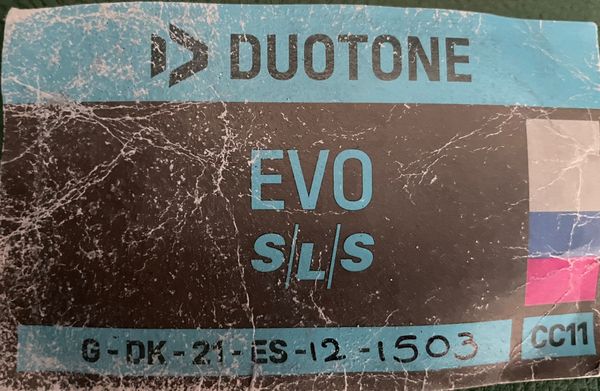 DUOTONE
EVO
S/L/S
G-DK-21-ES-12-1503
CC11